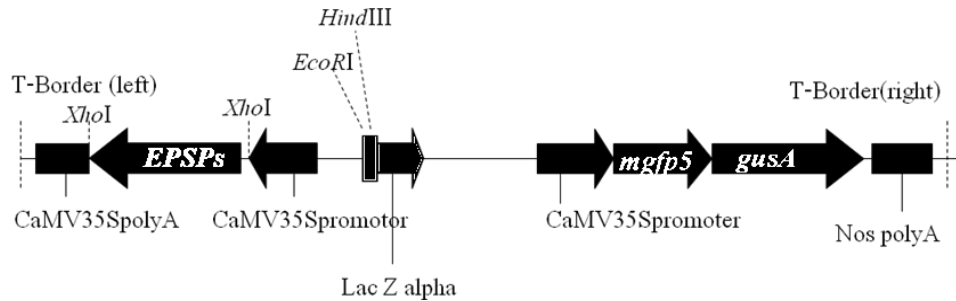 HindIII
EcoRI
T-Border (left)
T-Border(right)
XhoI
XhoI
EPSPs
mgfp5
gusA
CaMV35SpolyA
CaMV35Spromotor
CaMV35Spromoter
Nos polyA
Lac Z alpha